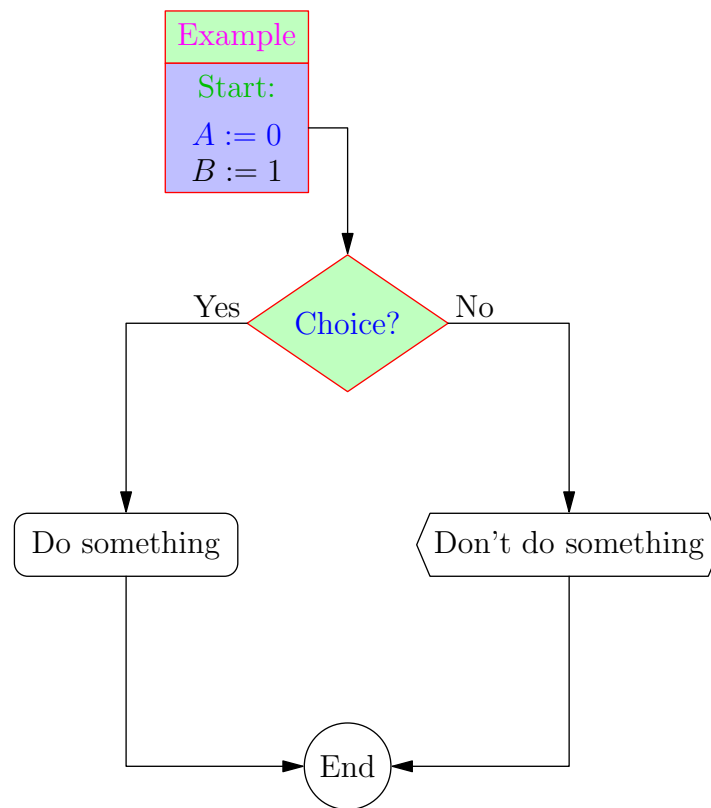 Example
Start:
A := 0
B := 1
Yes
Choice?
No
Do something
Don't do something
End